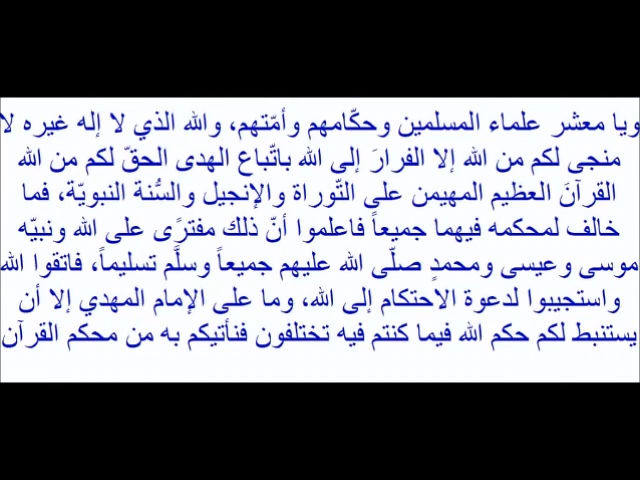 ويا معشر علماء المسلمين وحكّامهم وأمّتهم، والله الذي لا إله غيره لا
منجى لكم من الله إلا الفرارَ إلى الله باتّباع الهدى الحقّ لكم من الله
القرآنَ العظيم المهيمن على التّوراة والإنجيل والسُّنة النبويّة، فما
خالف لمحكمه فيهما جميعاً فاعلموا أنّ ذلك مفترًى على الله ونبيّه
موسى وعيسى ومحمدٍ صلّى الله عليهم جميعاً وسلَّم تسليماً، فاتقوا الله
واستجيبوا لدعوة الاحتكام إلى الله، وما على الإمام المهدي إلا أن
يستنبط لكم حكم الله فيما كنتم فيه تختلفون فنأتيكم به من محكم القرآن